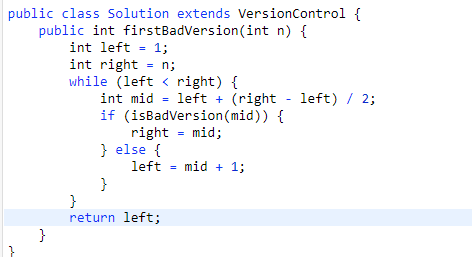 public class Solution extends VersionControl {
    public int firstBadVersion(int n) {
        int left = 1;
        int right = n;
        while (left < right) {
            int mid = left + (right - left) / 2;
            if (isBadVersion(mid)) {
                right = mid;
            } else {
                left = mid + 1;
            }
        }
        return left;
    }
}